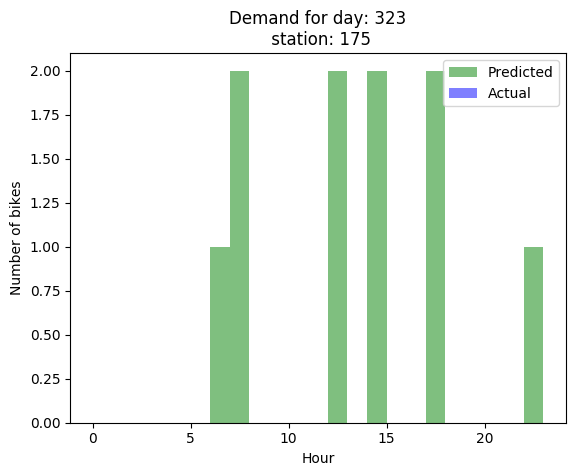 Demand for day: 323
station: 175
Predicted
Actual
2.00
1.75
1.50
1.25
1.00
0.75
0.50
0.25
0.00
Number of bikes
0 5 10 15 20
Hour